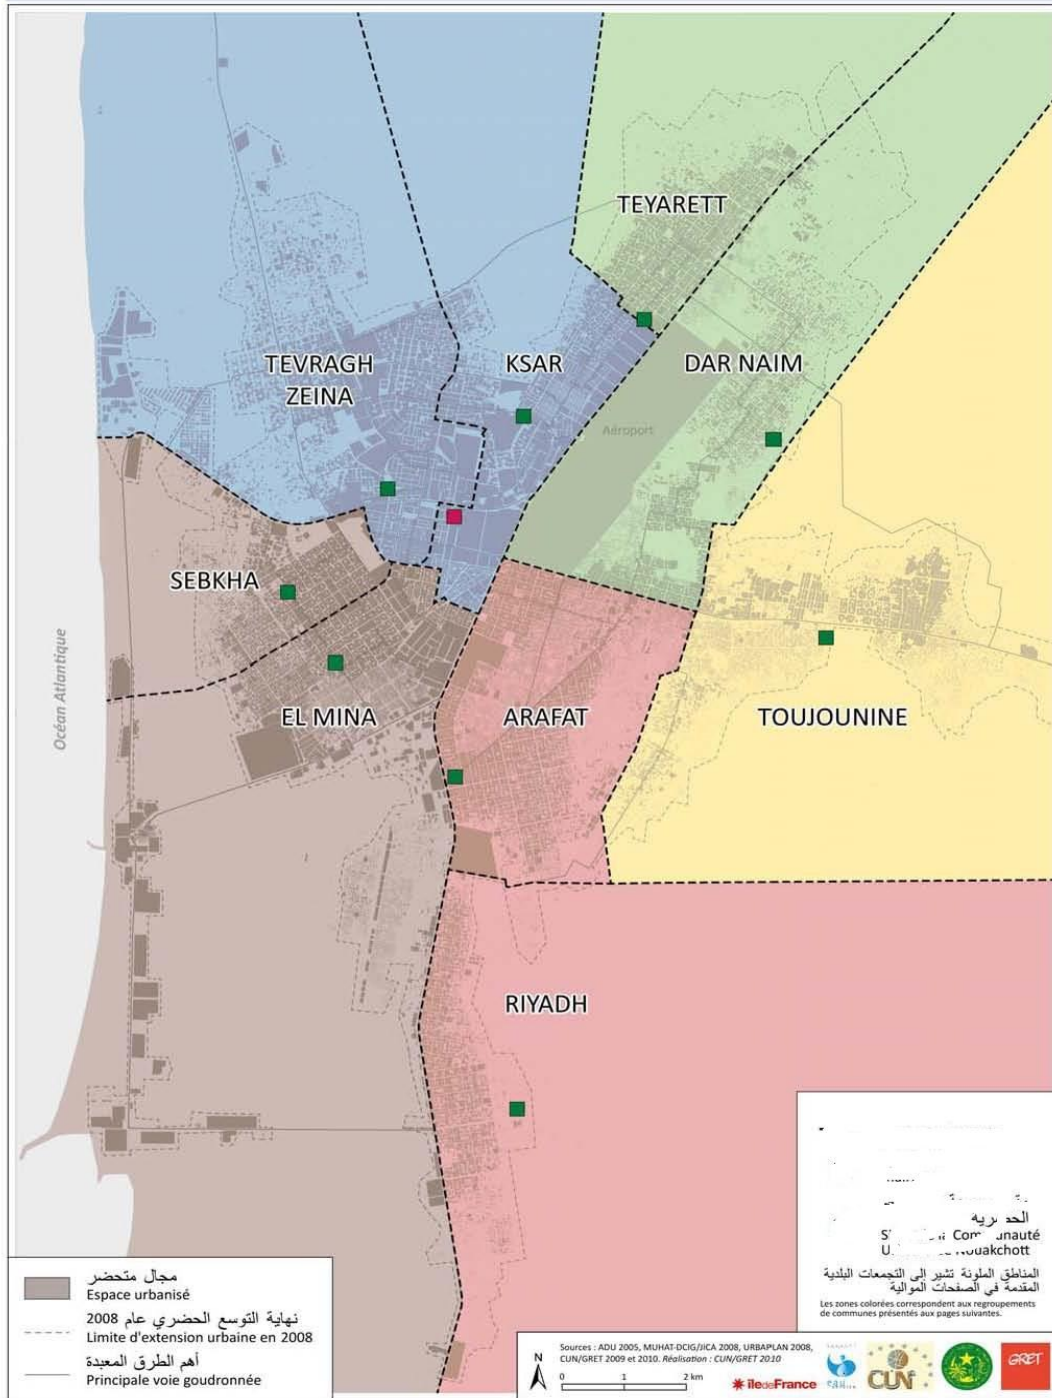 TEYARETT
TEVRAGH
ZEINA
KSAR
DAR NAIM
Aéroport
SEBKHA
EL MINA
ARAFAT
TOUJOUNINE
Océan Atlantique
RIYADH
الحضرية
Nouakchott
المناطق الملونة تشير إلى التجمعات البلدية
المقدمة في الصفحات الموالية
Les zones colorées correspondent aux regroupements
de communes présentés aux pages suivantes.
مجال متحضر
Espace urbanisé
نهاية التوسع الحضري عام 2008
Limite d'extension urbaine en 2008
أهم الطرق المعبدة
Principale voie goudronnée
N
0 1 2 km
Sources : ADU 2005, MUHAT-DCIG/JICA 2008, URBAPLAN 2008,
CUN/GRET 2009 et 2010. Réalisation : CUN/GRET 2010
îledeFrance
CUN
GRET